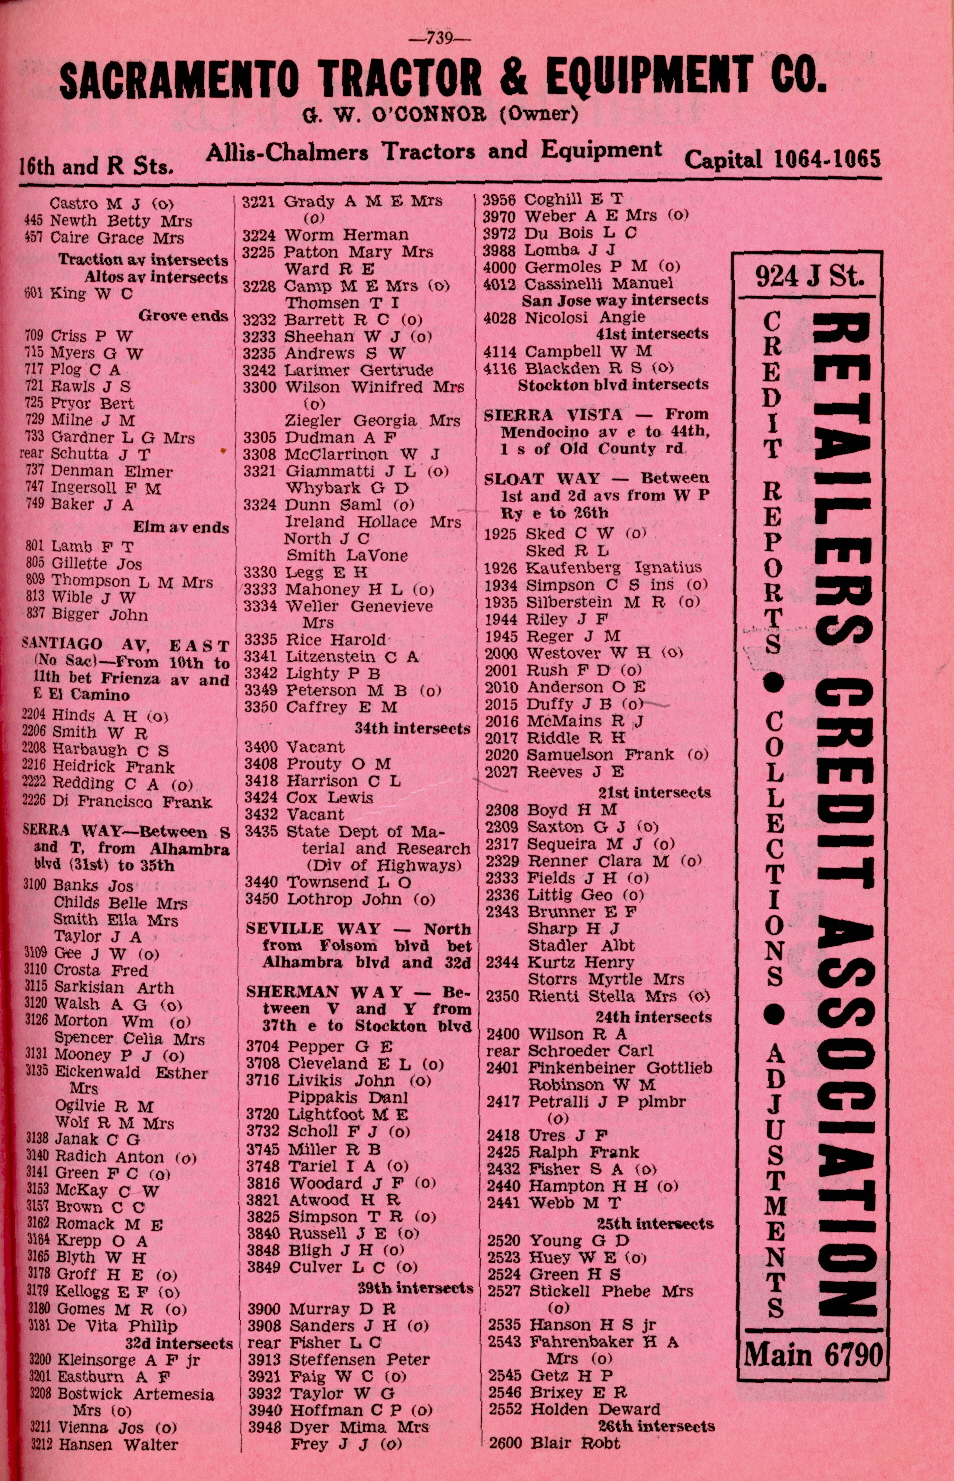 —739—
SACRAMENTO TRACTOR & EQUIPMENT CO.
G. W. O'CONNOR (Owner)
16th and R Sts.
Allis-Chalmers Tractors and Equipment
Capital 1064-1065
Castro M J (o)
445 Newth Betty Mrs
457 Caire Grace Mrs
Traction av intersects
Altos av intersects
601 King W C
Grove ends
709 Criss P W
715 Myers G W
717 Plog C A
721 Rawls J S
725 Pryor Bert
729 Milne J M
733 Gardner L G Mrs
rear Schutta J T
737 Denman Elmer
747 Ingersoll F M
749 Baker J A
Elm av ends
801 Lamb F T
805 Gillette Jos
809 Thompson L M Mrs
813 Wible J W
837 Bigger John
SANTIAGO AV, EAST
(No Sac)—From 10th to
11th bet Frienza av and
E El Camino
2204 Hinds A H (o)
2206 Smith W R
2208 Harbaugh C S
2216 Heidrick Frank
2222 Redding C A (o)
2226 Di Francisco Frank
SERRA WAY—Between S
and T, from Alhambra
blvd (31st) to 35th
3100 Banks Jos
Childs Belle Mrs
Smith Ella Mrs
Taylor J A
3109 Gee J W (o)
3110 Crosta Fred
3115 Sarkisian Arth
3120 Walsh A G (o)
3126 Morton Wm (o)
Spencer Celia Mrs
3131 Mooney P J (o)
3135 Eickenwald Esther
Mrs
Ogilvie R M
Wolf R M Mrs
3138 Janak C G
3140 Radich Anton (o)
3141 Green F C (o)
3153 McKay C W
3157 Brown C C
3162 Romack M E
3164 Krepp O A
3165 Blyth W H
3178 Groff H E (o)
3179 Kellogg E F (o)
3180 Gomes M R (o)
3181 De Vita Philip
32d intersects
3200 Kleinsorge A F jr
3201 Eastburn A F
3208 Bostwick Artemesia
Mrs (o)
3211 Vienna Jos (o)
3212 Hansen Walter
3221 Grady A M E Mrs
(o)
3224 Worm Herman
3225 Patton Mary Mrs
Ward R E
3228 Camp M E Mrs (o)
Thomsen T I
3232 Barrett R C (o)
3233 Sheehan W J (o)
3235 Andrews S W
3242 Larimer Gertrude
3300 Wilson Winifred Mrs
(o)
Ziegler Georgia Mrs
3305 Dudman A F
3308 McClarrinon W J
3321 Giammatti J L (o)
Whybark G D
3324 Dunn Saml (o)
Ireland Hollace Mrs
North J C
Smith LaVone
3330 Legg E H
3333 Mahoney H L (o)
3334 Weller Genevieve
Mrs
3335 Rice Harold
3341 Litzenstein C A
3342 Lighty P B
3349 Peterson M B (o)
3350 Caffrey E M
34th intersects
3400 Vacant
3408 Prouty O M
3418 Harrison C L
3424 Cox Lewis
3432 Vacant
3435 State Dept of Ma-
terial and Research
(Div of Highways)
3440 Townsend L O
3450 Lothrop John (o)
SEVILLE WAY — North
from Folsom blvd bet
Alhambra blvd and 32d
SHERMAN WAY — Be-
tween V and Y from
37th e to Stockton blvd
3704 Pepper G E
3708 Cleveland E L (o)
3716 Livikis John (o)
Pippakis Danl
3720 Lightfoot M E
3732 Scholl F J (o)
3745 Miller R B
3748 Tariel I A (o)
3816 Woodard J F (o)
3821 Atwood H R
3825 Simpson T R (o)
3840 Russell J E (o)
3848 Bligh J H (o)
3849 Culver L C (o)
39th intersects
3900 Murray D R
3908 Sanders J H (o)
rear Fisher L C
3913 Steffensen Peter
3921 Faig W C (o)
3932 Taylor W G
3940 Hoffman C P (o)
3948 Dyer Mima Mrs
Frey J J (o)
3956 Coghill E T
3970 Weber A E Mrs (o)
3972 Du Bois L C
3988 Lomba J J
4000 Germoles P M (o)
4012 Cassinelli Manuel
San Jose way intersects
4028 Nicolosi Angie
41st intersects
4114 Campbell W M
4116 Blackden R S (o)
Stockton blvd intersects
SIERRA VISTA — From
Mendocino av e to 44th,
1 s of Old County rd
SLOAT WAY — Between
1st and 2d avs from W P
Ry e to 26th
1925 Sked C W (o)
Sked R L
1926 Kaufenberg Ignatius
1934 Simpson C S ins (o)
1935 Silberstein M R (o)
1944 Riley J F
1945 Reger J M
2000 Westover W H (o)
2001 Rush F D (o)
2010 Anderson O E
2015 Duffy J B (o)
2016 McMains R J
2017 Riddle R H
2020 Samuelson Frank (o)
2027 Reeves J E
21st intersects
2308 Boyd H M
2309 Saxton G J (o)
2317 Sequeira M J (o)
2329 Renner Clara M (o)
2333 Fields J H (o)
2336 Littig Geo (o)
2343 Brunner E F
Sharp H J
Stadler Albt
2344 Kurtz Henry
Storrs Myrtle Mrs
2350 Rienti Stella Mrs (o)
24th intersects
2400 Wilson R A
rear Schroeder Carl
2401 Finkenbeiner Gottlieb
Robinson W M
2417 Petralli J P plmbr
(o)
2418 Ures J F
2425 Ralph Frank
2432 Fisher S A (o)
2440 Hampton H H (o)
2441 Webb M T
25th intersects
2520 Young G D
2523 Huey W E (o)
2524 Green H S
2527 Stickell Phebe Mrs
(o)
2535 Hanson H S jr
2543 Fahrenbaker H A
Mrs (o)
2545 Getz H P
2546 Brixey E R
2552 Holden Deward
26th intersects
2600 Blair Robt
924 J St.
RETAILERS CREDIT ASSOCIATION
CREDIT REPORTS ● COLLECTIONS ● ADJUSTMENTS
Main 6790